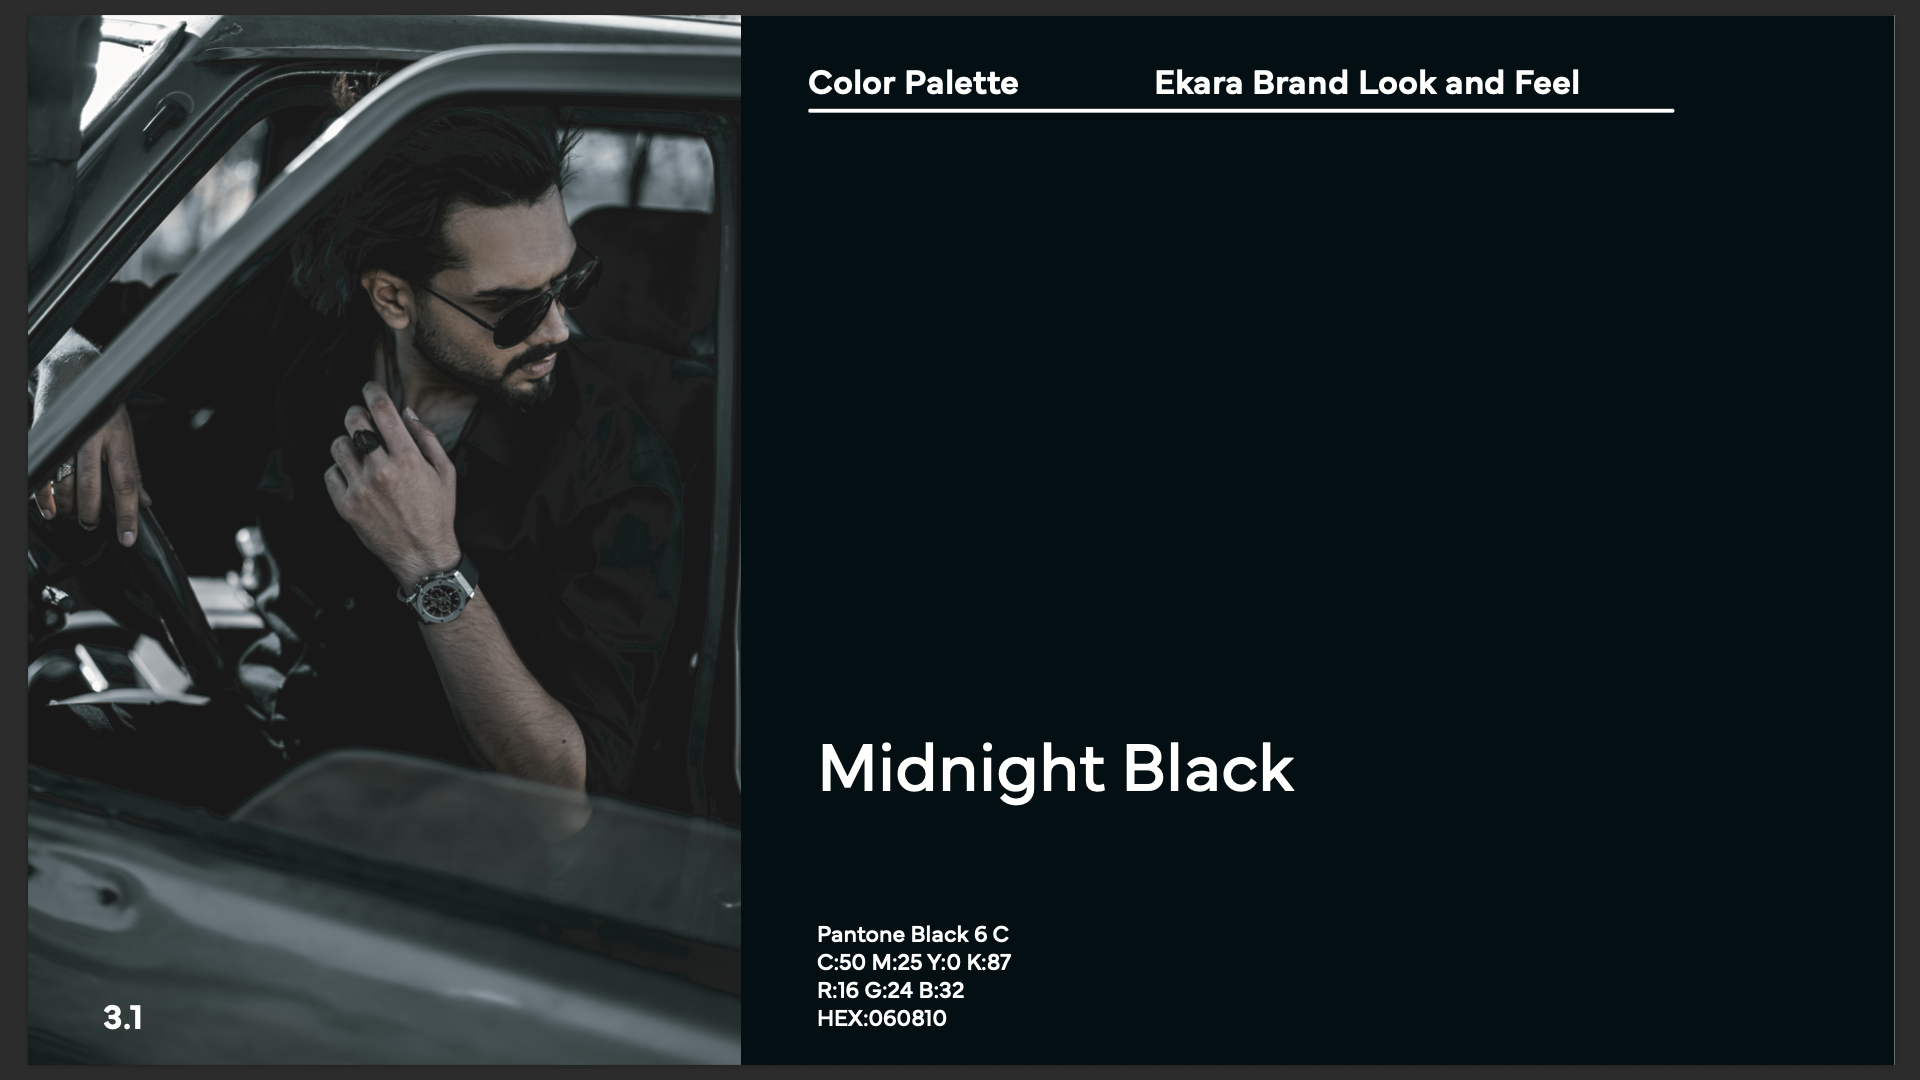 Color Palette
Ekara Brand Look and Feel
Midnight Black
Pantone Black 6 C
C:50 M:25 Y:0 K:87
R:16 G:24 B:32
HEX:060810
3.1